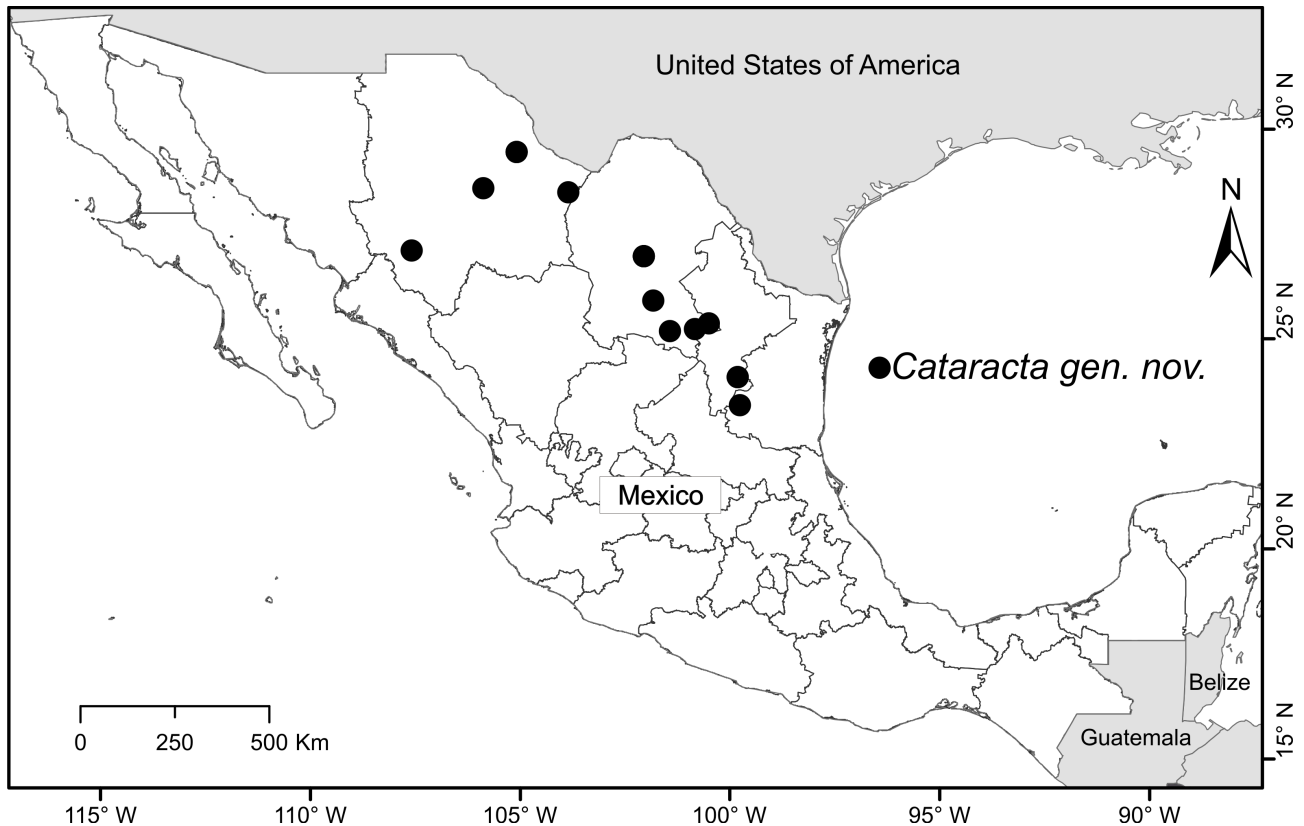 United States of America
30° N
N
25° N
Cataracta gen. nov.
Mexico
20° N
Belize
15° N
Guatemala
0 250 500 Km
115° W 110° W 105° W 100° W 95° W 90° W